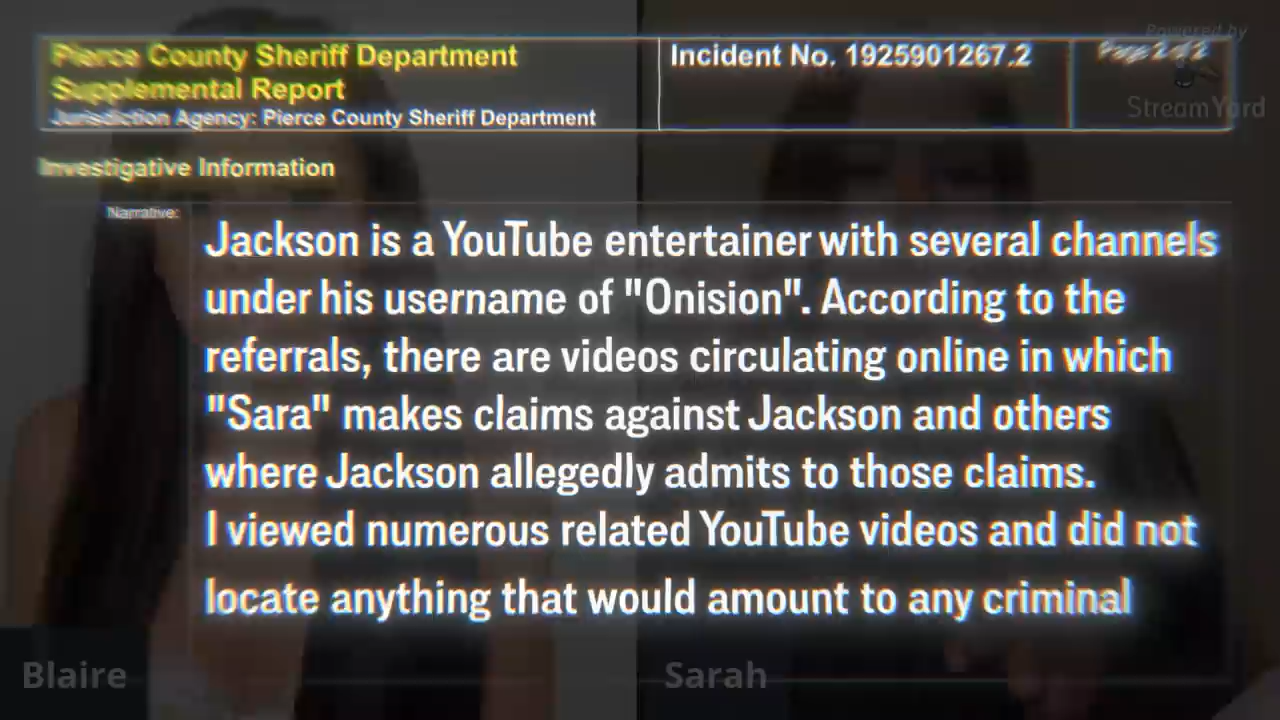 Powered by
Pierce County Sheriff Department
Incident No. 1925901267.2
Page 2 of 2
Supplemental Report
StreamYard
Jurisdiction Agency: Pierce County Sheriff Department
Investigative Information
Narrative:
Jackson is a YouTube entertainer with several channels
under his username of "Onision". According to the
referrals, there are videos circulating online in which
"Sara" makes claims against Jackson and others
where Jackson allegedly admits to those claims.
I viewed numerous related YouTube videos and did not
locate anything that would amount to any criminal
Blaire
Sarah